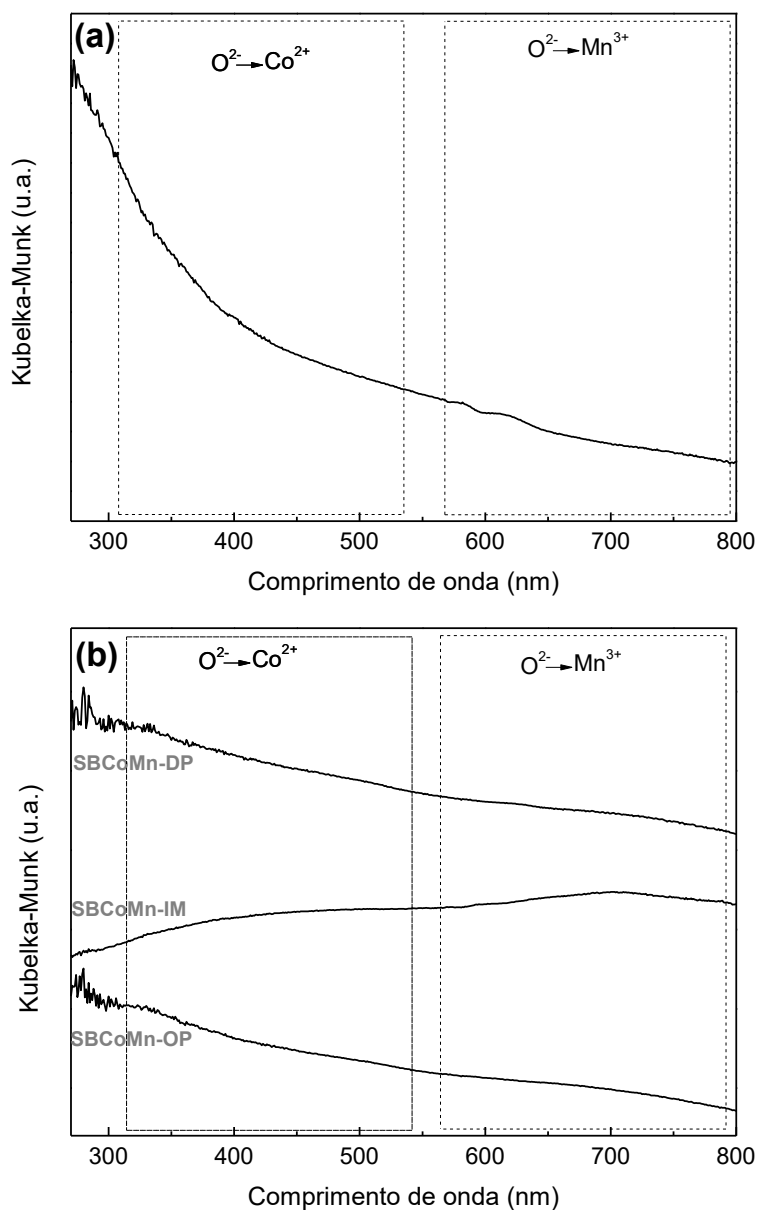 (a)
O²⁻→Co²⁺
O²⁻→Mn³⁺
Kubelka-Munk (u.a.)
300 400 500 600 700 800
Comprimento de onda (nm)
(b)
O²⁻→Co²⁺
O²⁻→Mn³⁺
SBCoMn-DP
SBCoMn-IM
SBCoMn-OP
Kubelka-Munk (u.a.)
300 400 500 600 700 800
Comprimento de onda (nm)